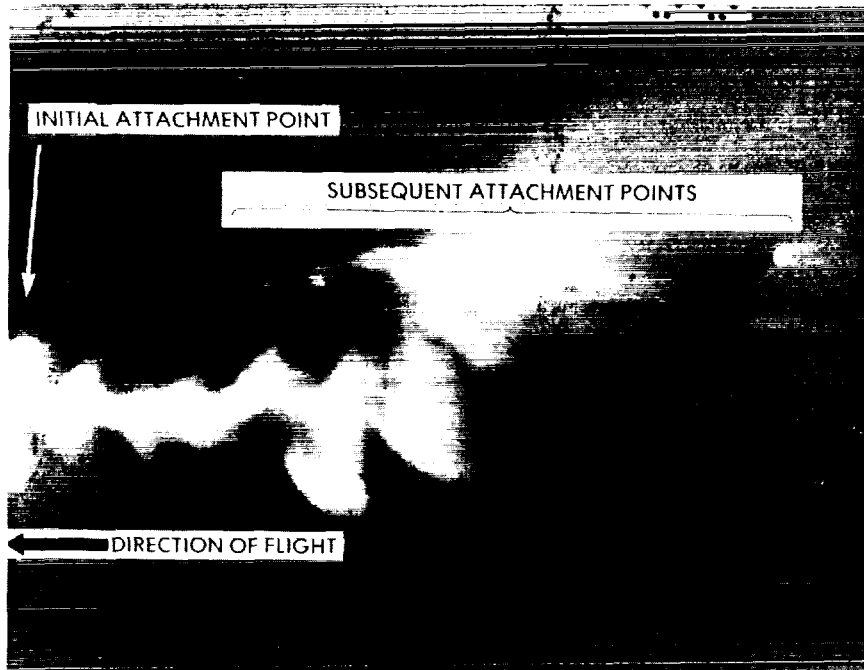 INITIAL ATTACHMENT POINT
SUBSEQUENT ATTACHMENT POINTS
DIRECTION OF FLIGHT